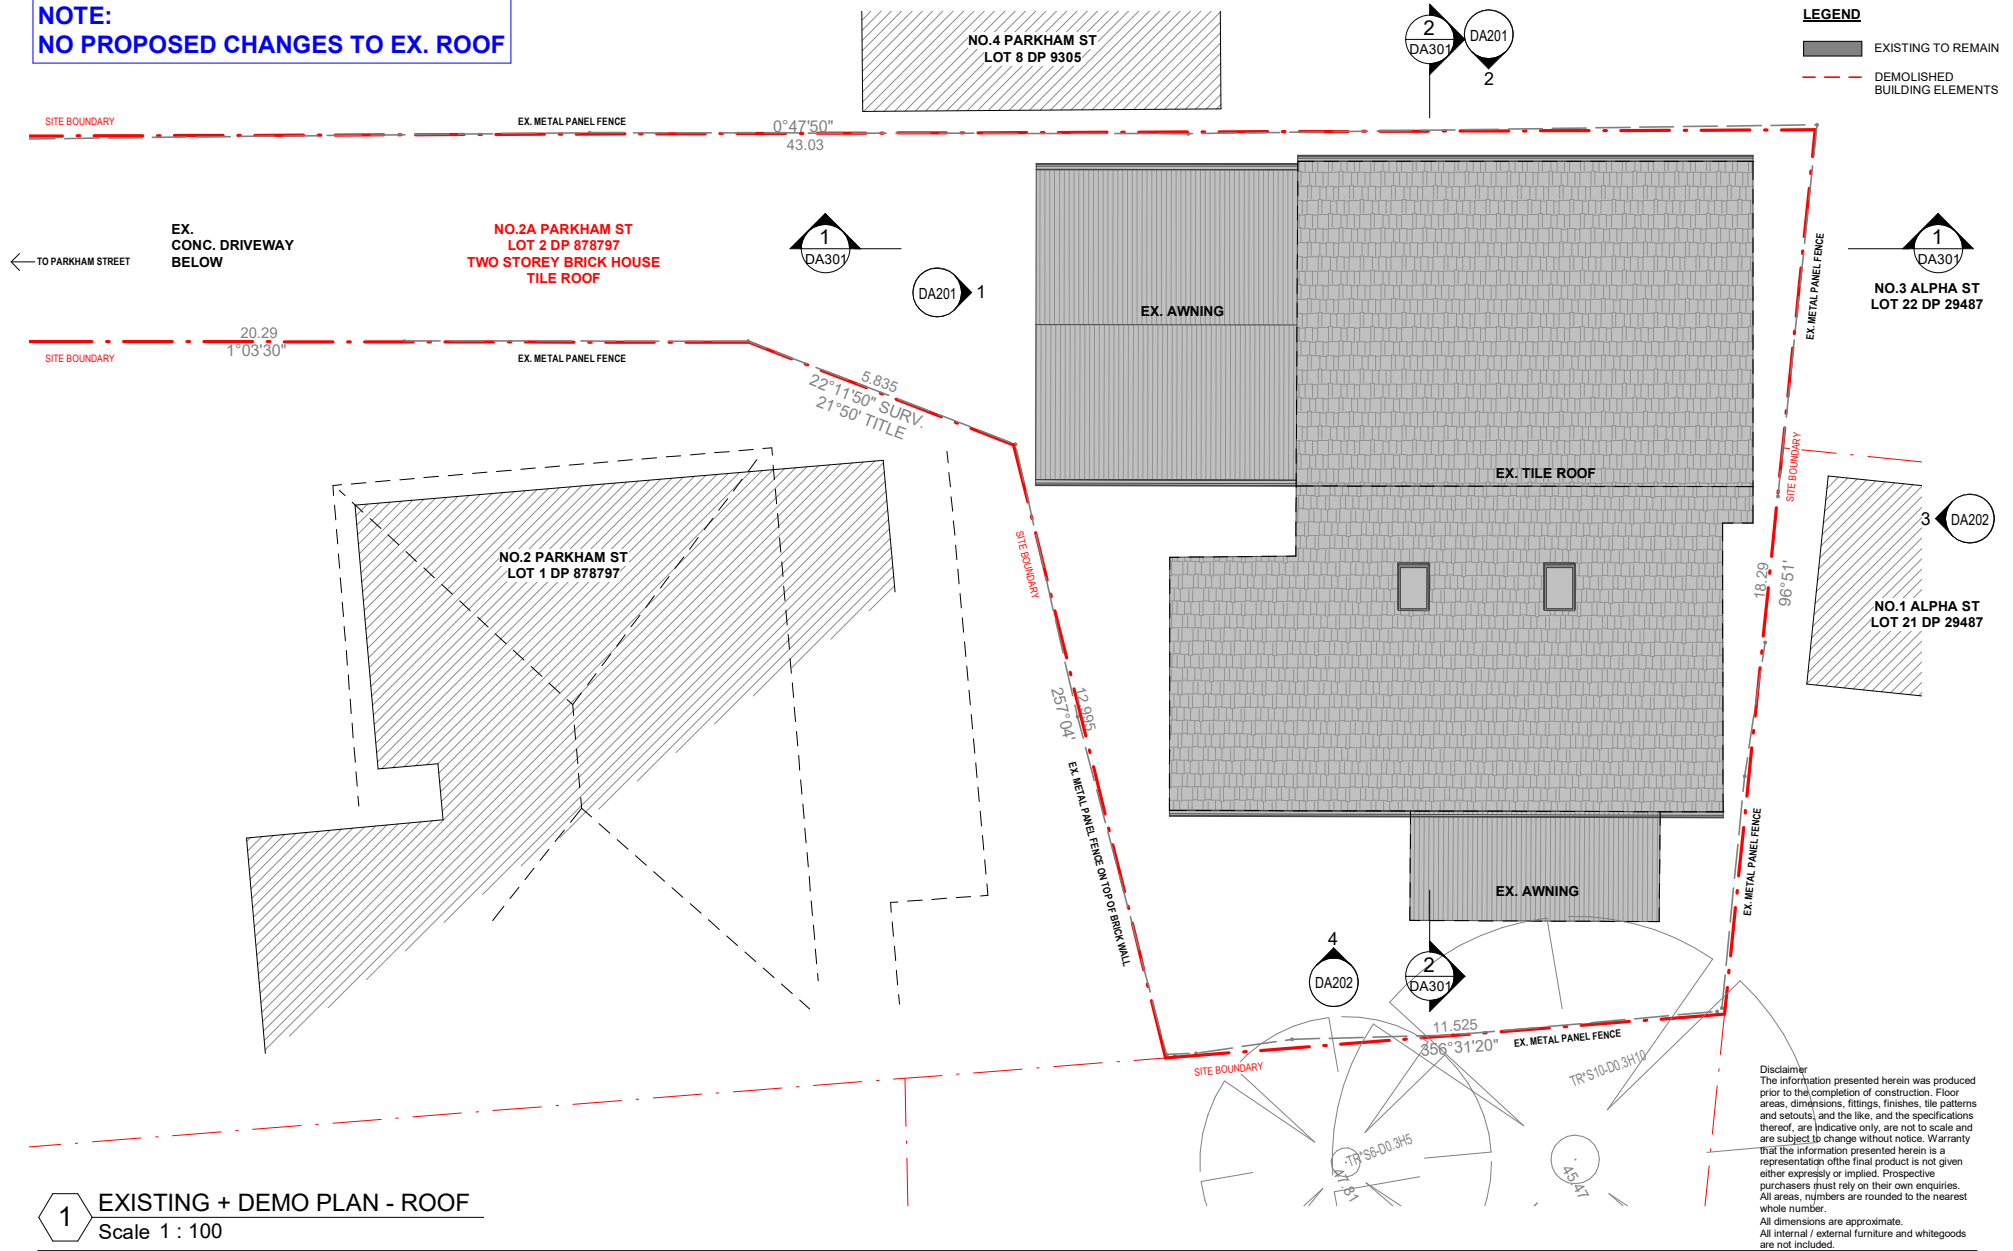 NOTE:
NO PROPOSED CHANGES TO EX. ROOF
NO.4 PARKHAM ST
LOT 8 DP 9305
2
DA301
DA201
2
LEGEND
EXISTING TO REMAIN
DEMOLISHED
BUILDING ELEMENTS
SITE BOUNDARY
EX. METAL PANEL FENCE
0°47'50"
43.03
EX.
CONC. DRIVEWAY
BELOW
TO PARKHAM STREET
NO.2A PARKHAM ST
LOT 2 DP 878797
TWO STOREY BRICK HOUSE
TILE ROOF
1
DA301
DA201
1
EX. AWNING
EX. METAL PANEL FENCE
1
DA301
NO.3 ALPHA ST
LOT 22 DP 29487
20.29
1°03'30"
SITE BOUNDARY
EX. METAL PANEL FENCE
5.835
22°11'50" SURV.
21°50' TITLE
EX. TILE ROOF
SITE BOUNDARY
3
DA202
NO.2 PARKHAM ST
LOT 1 DP 878797
SITE BOUNDARY
18.29
96°51'
NO.1 ALPHA ST
LOT 21 DP 29487
12.995
257°04'
EX. METAL PANEL FENCE ON TOP OF BRICK WALL
EX. METAL PANEL FENCE
EX. AWNING
4
DA202
2
DA301
11.525
356°31'20"
EX. METAL PANEL FENCE
SITE BOUNDARY
TR*S10-D0.3H10
TR*S6-D0.3H5
47.81
45.47
Disclaimer
The information presented herein was produced
prior to the completion of construction. Floor
areas, dimensions, fittings, finishes, tile patterns
and setouts, and the like, and the specifications
thereof, are indicative only, are not to scale and
are subject to change without notice. Warranty
that the information presented herein is a
representation ofthe final product is not given
either expressly or implied. Prospective
purchasers must rely on their own enquiries.
All areas, numbers are rounded to the nearest
whole number.
All dimensions are approximate.
All internal / external furniture and whitegoods
are not included.
1
EXISTING + DEMO PLAN - ROOF
Scale 1 : 100